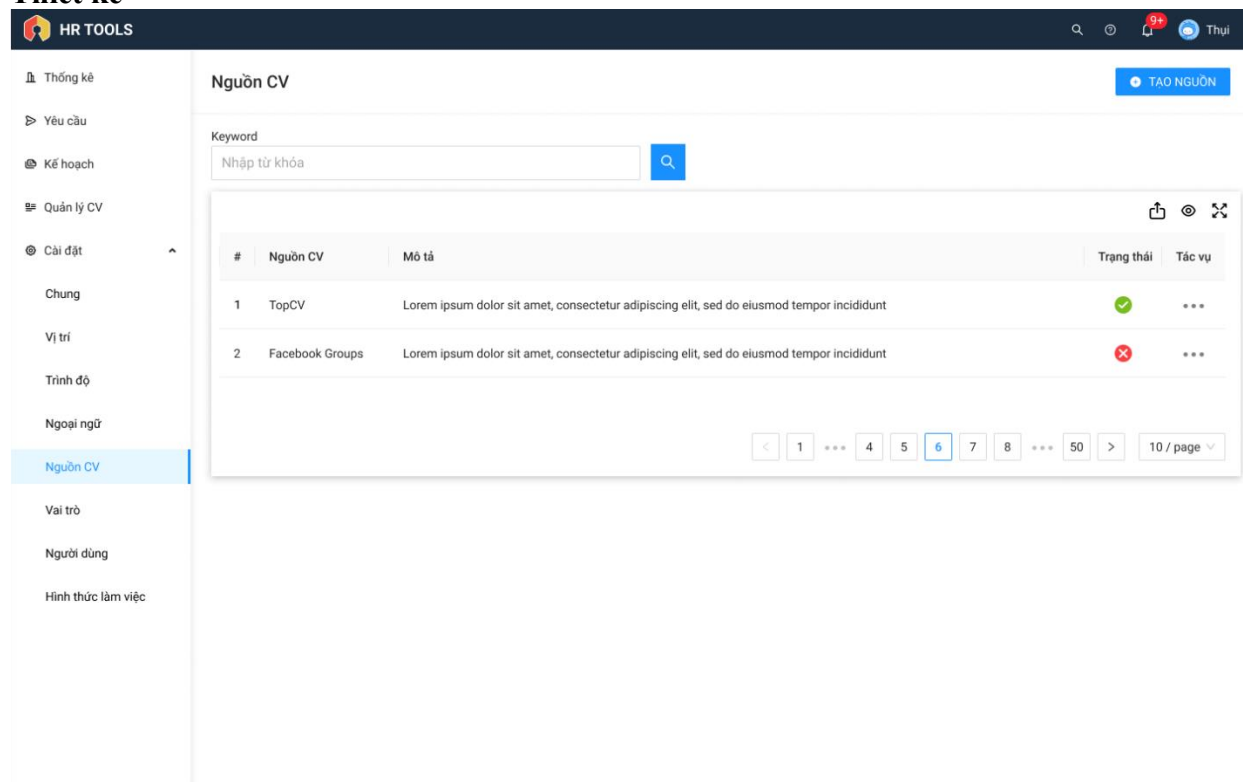 Thiết kế
HR TOOLS
9+
Thụi
Thống kê
Yêu cầu
Kế hoạch
Quản lý CV
Cài đặt
Chung
Vị trí
Trình độ
Ngoại ngữ
Nguồn CV
Vai trò
Người dùng
Hình thức làm việc
Nguồn CV
TẠO NGUỒN
Keyword
Nhập từ khóa
# Nguồn CV Mô tả Trạng thái Tác vụ
1 TopCV Lorem ipsum dolor sit amet, consectetur adipiscing elit, sed do eiusmod tempor incididunt •••
2 Facebook Groups Lorem ipsum dolor sit amet, consectetur adipiscing elit, sed do eiusmod tempor incididunt •••
< 1 ••• 4 5 6 7 8 ••• 50 > 10 / page